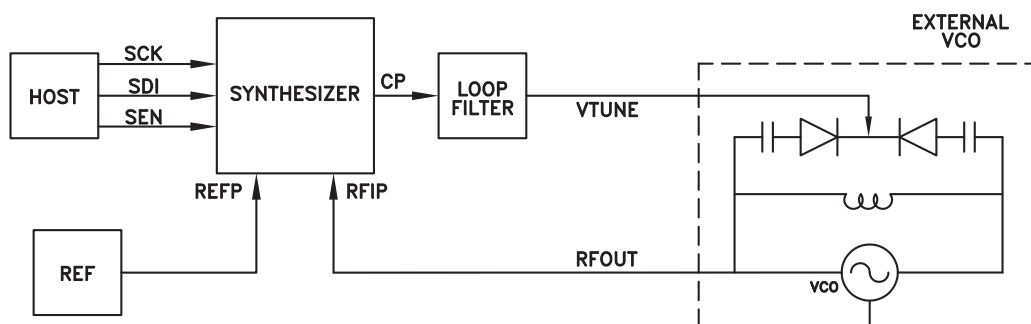 EXTERNAL
VCO
SCK
HOST
SDI
SEN
SYNTHESIZER
CP
LOOP
FILTER
VTUNE
REFP
RFIP
REF
RFOUT
VCO